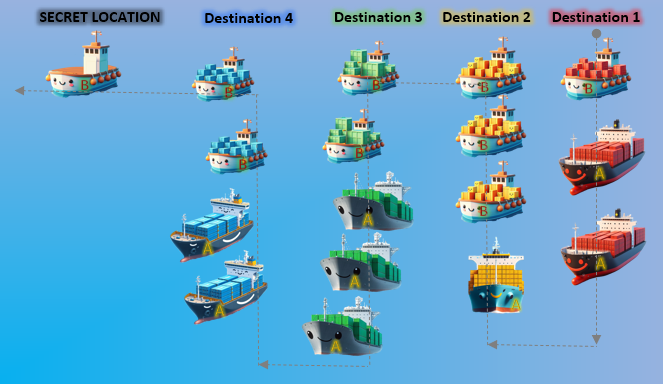 SECRET LOCATION Destination 4 Destination 3 Destination 2 Destination 1
B B B B B
B B B A
A A B A
A A A
A